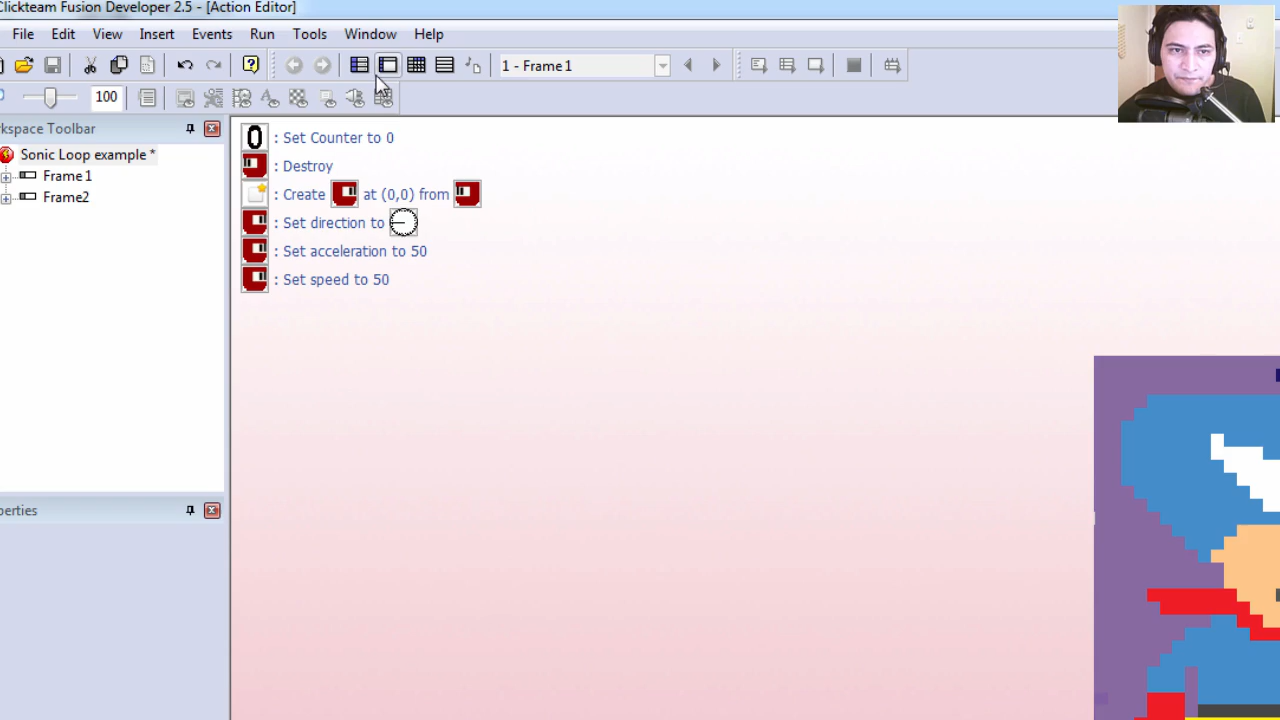 Clickteam Fusion Developer 2.5 - [Action Editor]
File Edit View Insert Events Run Tools Window Help
1 - Frame 1
100
kspace Toolbar
Sonic Loop example *
Frame 1
Frame2
perties
0 : Set Counter to 0
: Destroy
: Create at (0,0) from
: Set direction to
: Set acceleration to 50
: Set speed to 50